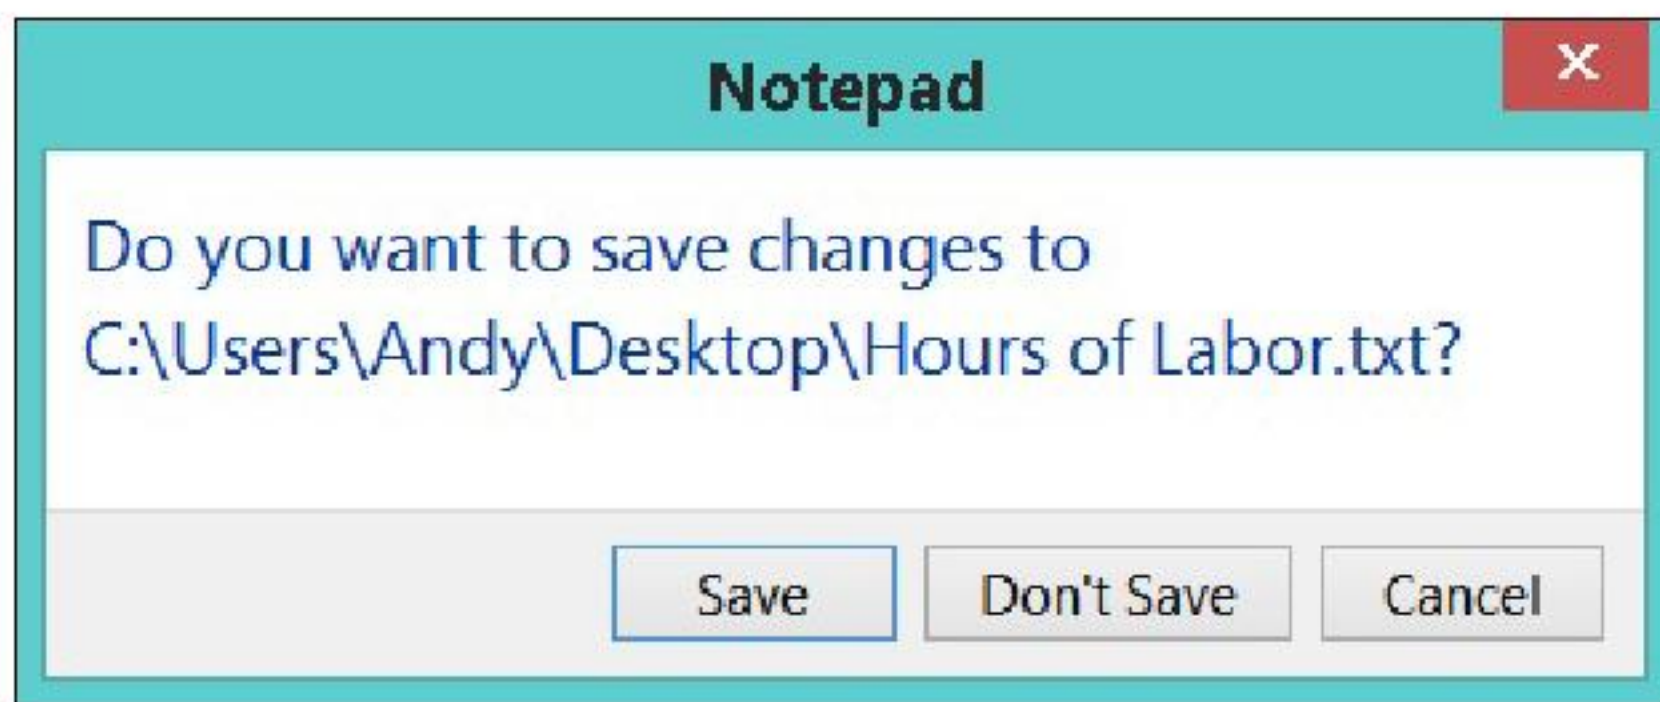 Notepad
x
Do you want to save changes to
C:\Users\Andy\Desktop\Hours of Labor.txt?
Save Don't Save Cancel